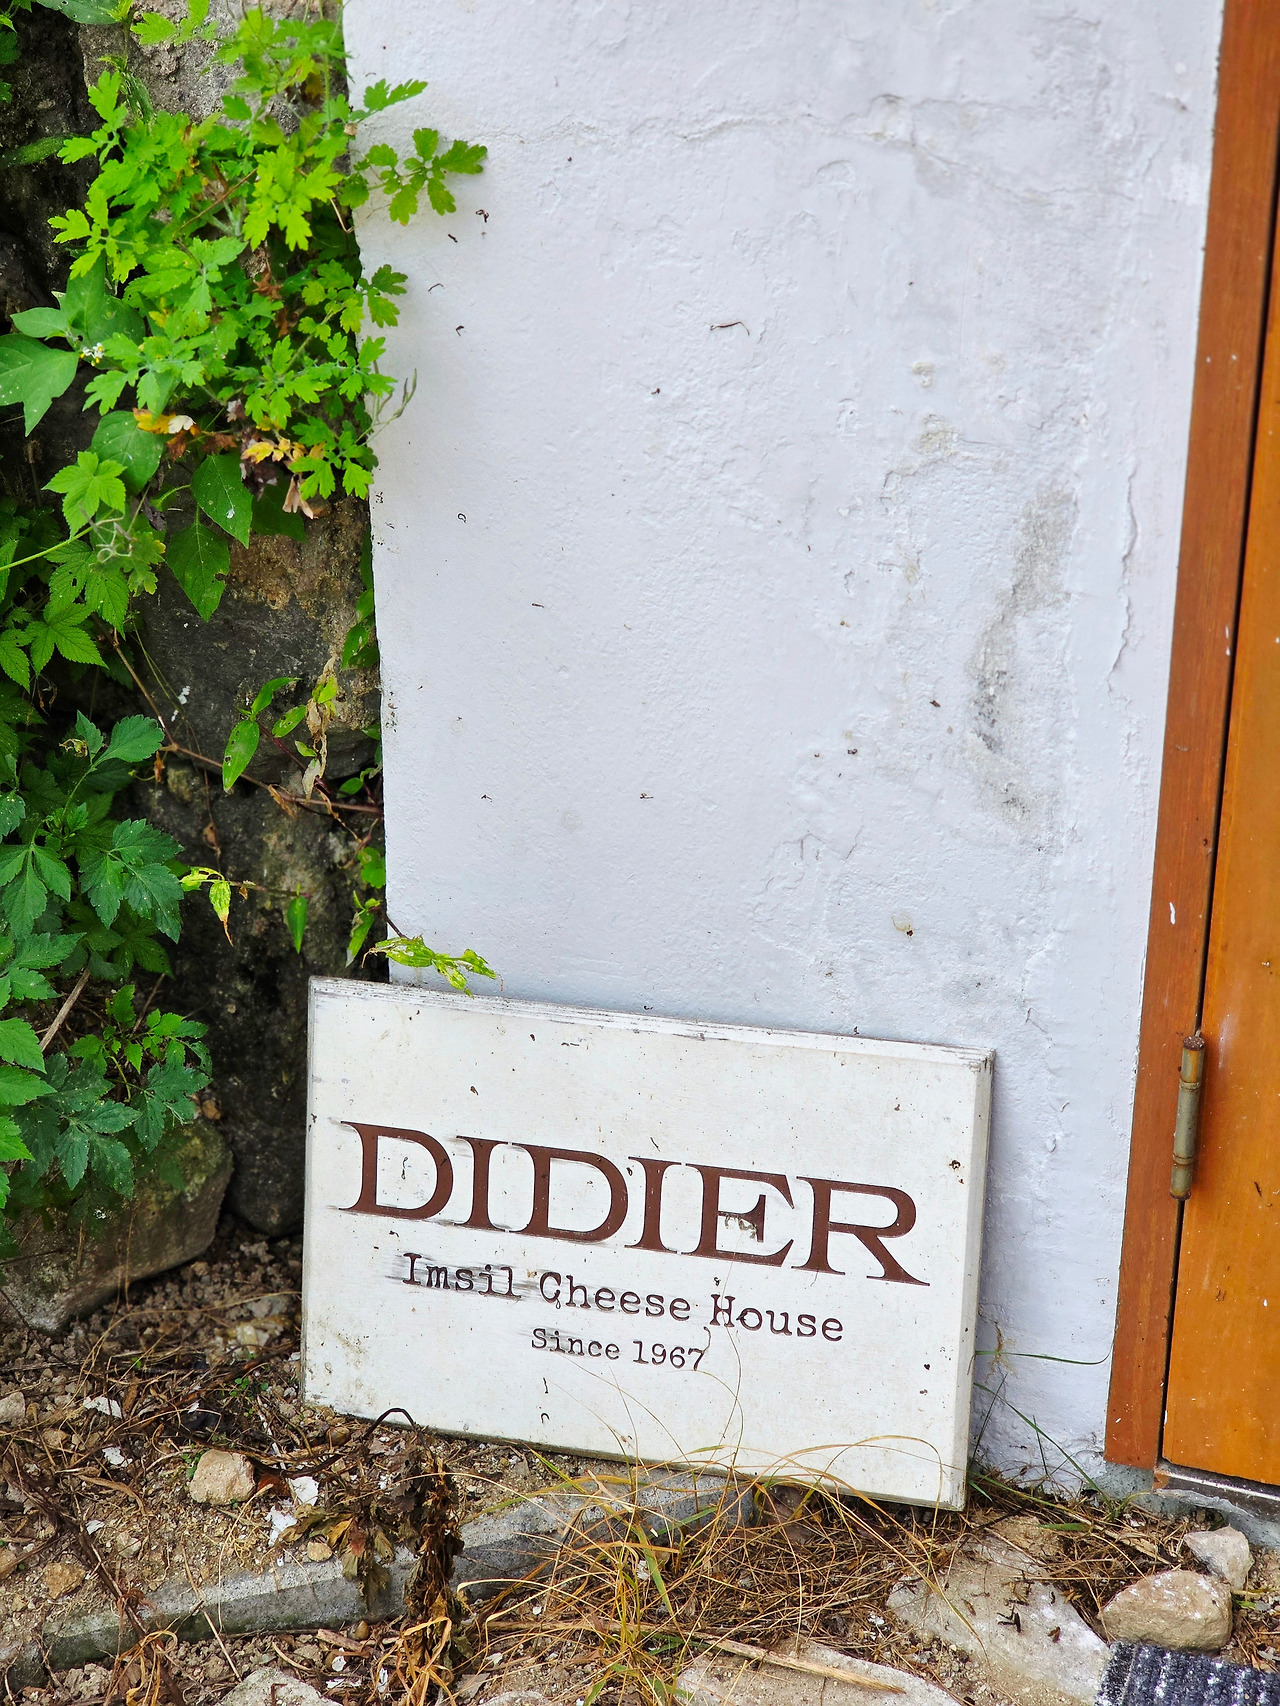 DIDIER
Imsil Cheese House
Since 1967